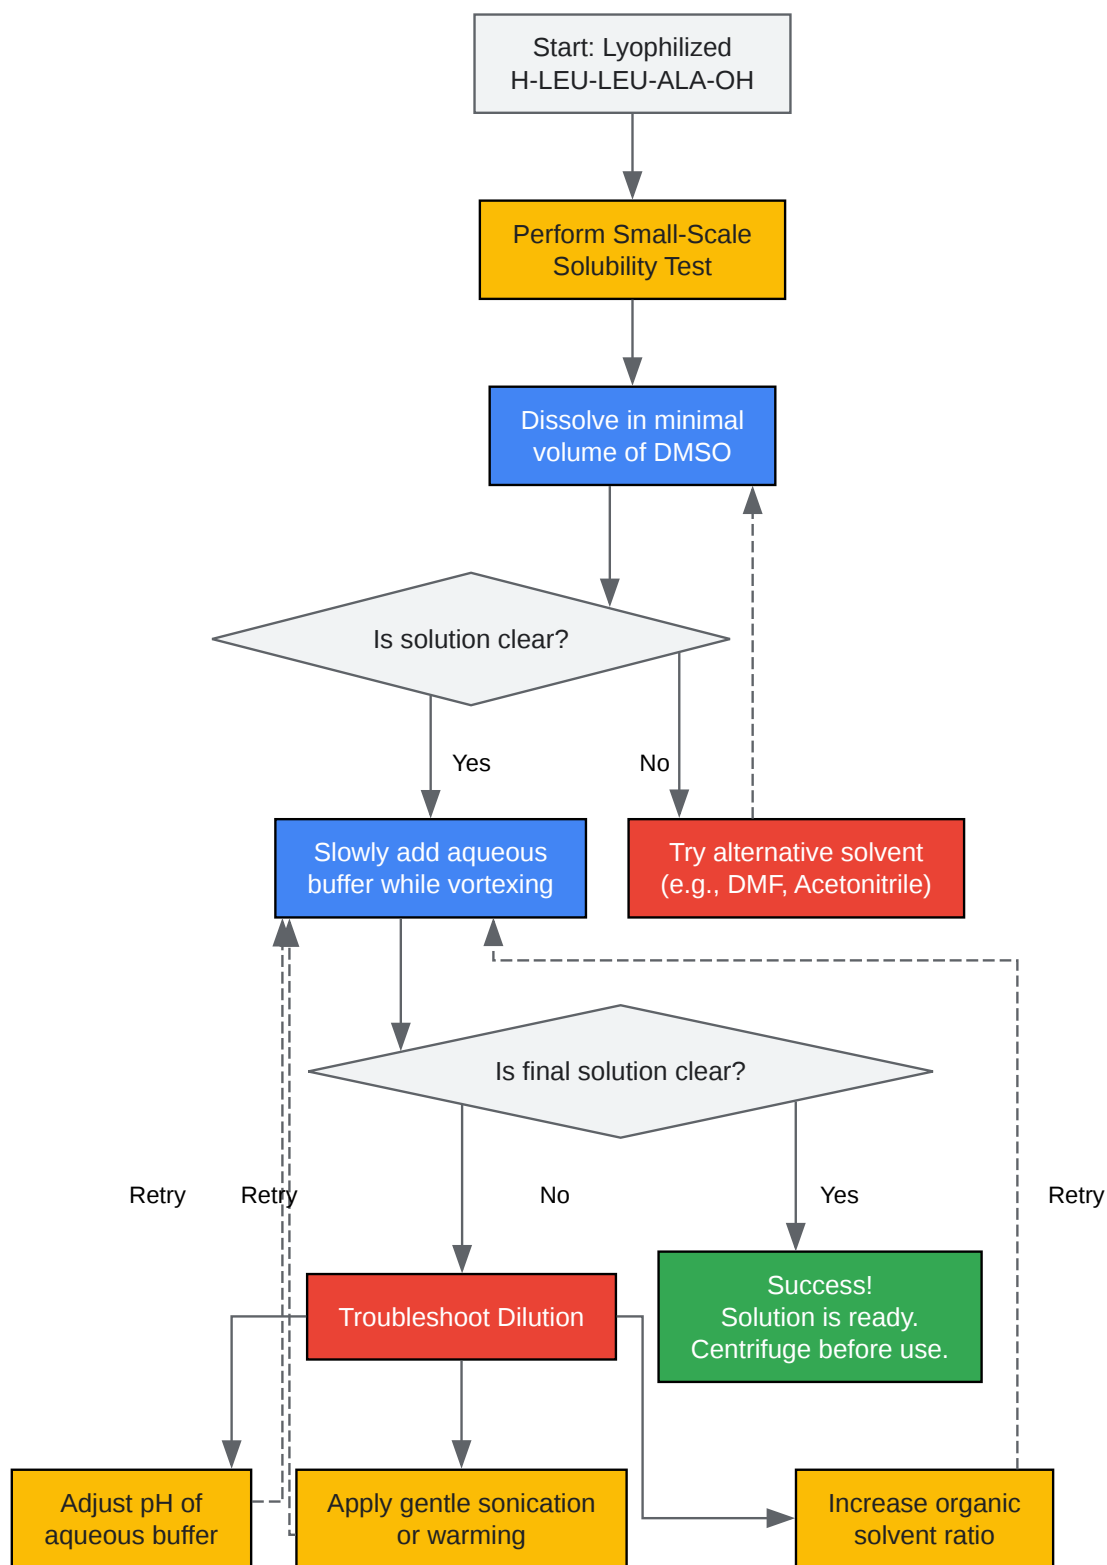 Start: Lyophilized
H-LEU-LEU-ALA-OH
Perform Small-Scale
Solubility Test
Dissolve in minimal
volume of DMSO
Is solution clear?
Yes
No
Slowly add aqueous
buffer while vortexing
Try alternative solvent
(e.g., DMF, Acetonitrile)
Is final solution clear?
Retry
Retry
No
Yes
Retry
Troubleshoot Dilution
Success!
Solution is ready.
Centrifuge before use.
Adjust pH of
aqueous buffer
Apply gentle sonication
or warming
Increase organic
solvent ratio